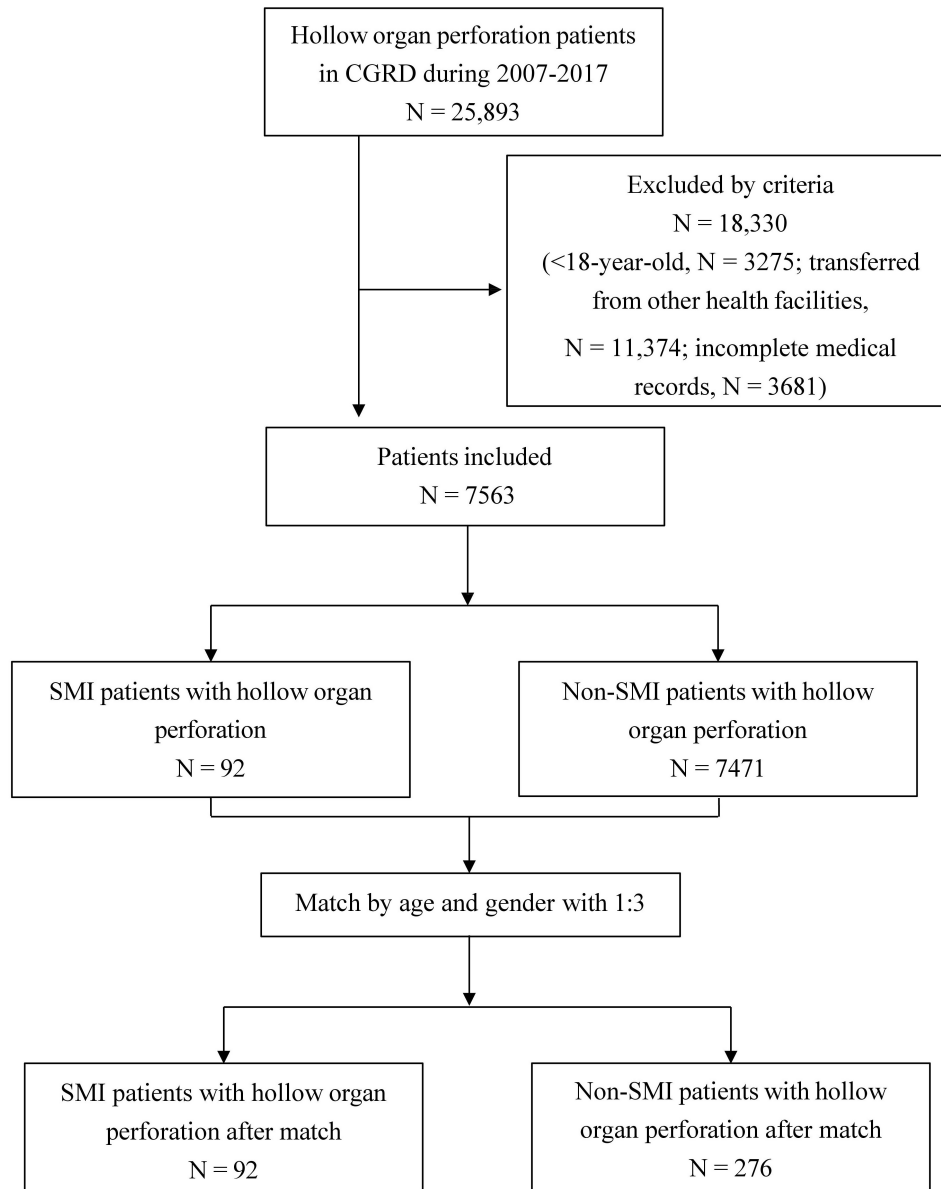 Hollow organ perforation patients
in CGRD during 2007-2017
N = 25,893
Excluded by criteria
N = 18,330
(<18-year-old, N = 3275; transferred
from other health facilities,
N = 11,374; incomplete medical
records, N = 3681)
Patients included
N = 7563
SMI patients with hollow organ
perforation
N = 92
Non-SMI patients with hollow
organ perforation
N = 7471
Match by age and gender with 1:3
SMI patients with hollow organ
perforation after match
N = 92
Non-SMI patients with hollow
organ perforation after match
N = 276